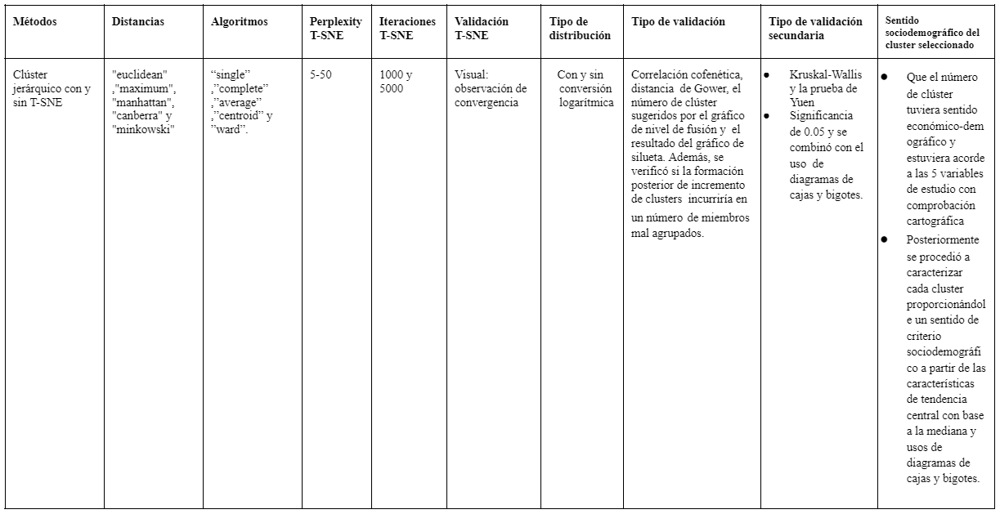 Métodos
Distancias
Algoritmos
Perplexity
T-SNE
Iteraciones
T-SNE
Validación
T-SNE
Tipo de
distribución
Tipo de validación
Tipo de validación
secundaria
Sentido
sociodemográfico del
cluster seleccionado
Clúster
jerárquico con y
sin T-SNE
"euclidean"
,"maximum",
"manhattan",
"canberra" y
"minkowski"
“single”
,”complete”
,”average”
,”centroid” y
”ward”.
5-50
1000 y
5000
Visual:
observación de
convergencia
Con y sin
conversión
logarítmica
Correlación cofenética,
distancia de Gower, el
número de clúster
sugeridos por el gráfico
de nivel de fusión y el
resultado del gráfico de
silueta. Además, se
verificó si la formación
posterior de incremento
de clusters incurriría en
un número de miembros
mal agrupados.
● Kruskal-Wallis
y la prueba de
Yuen
● Significancia
de 0.05 y se
combinó con el
uso de
diagramas de
cajas y bigotes.
● Que el número
de clúster
tuviera sentido
económico-dem
ográfico y
estuviera acorde
a las 5 variables
de estudio con
comprobación
cartográfica
● Posteriormente
se procedió a
caracterizar
cada cluster
proporcionándol
e un sentido de
criterio
sociodemográfi
co a partir de las
características
de tendencia
central con base
a la mediana y
usos de
diagramas de
cajas y bigotes.